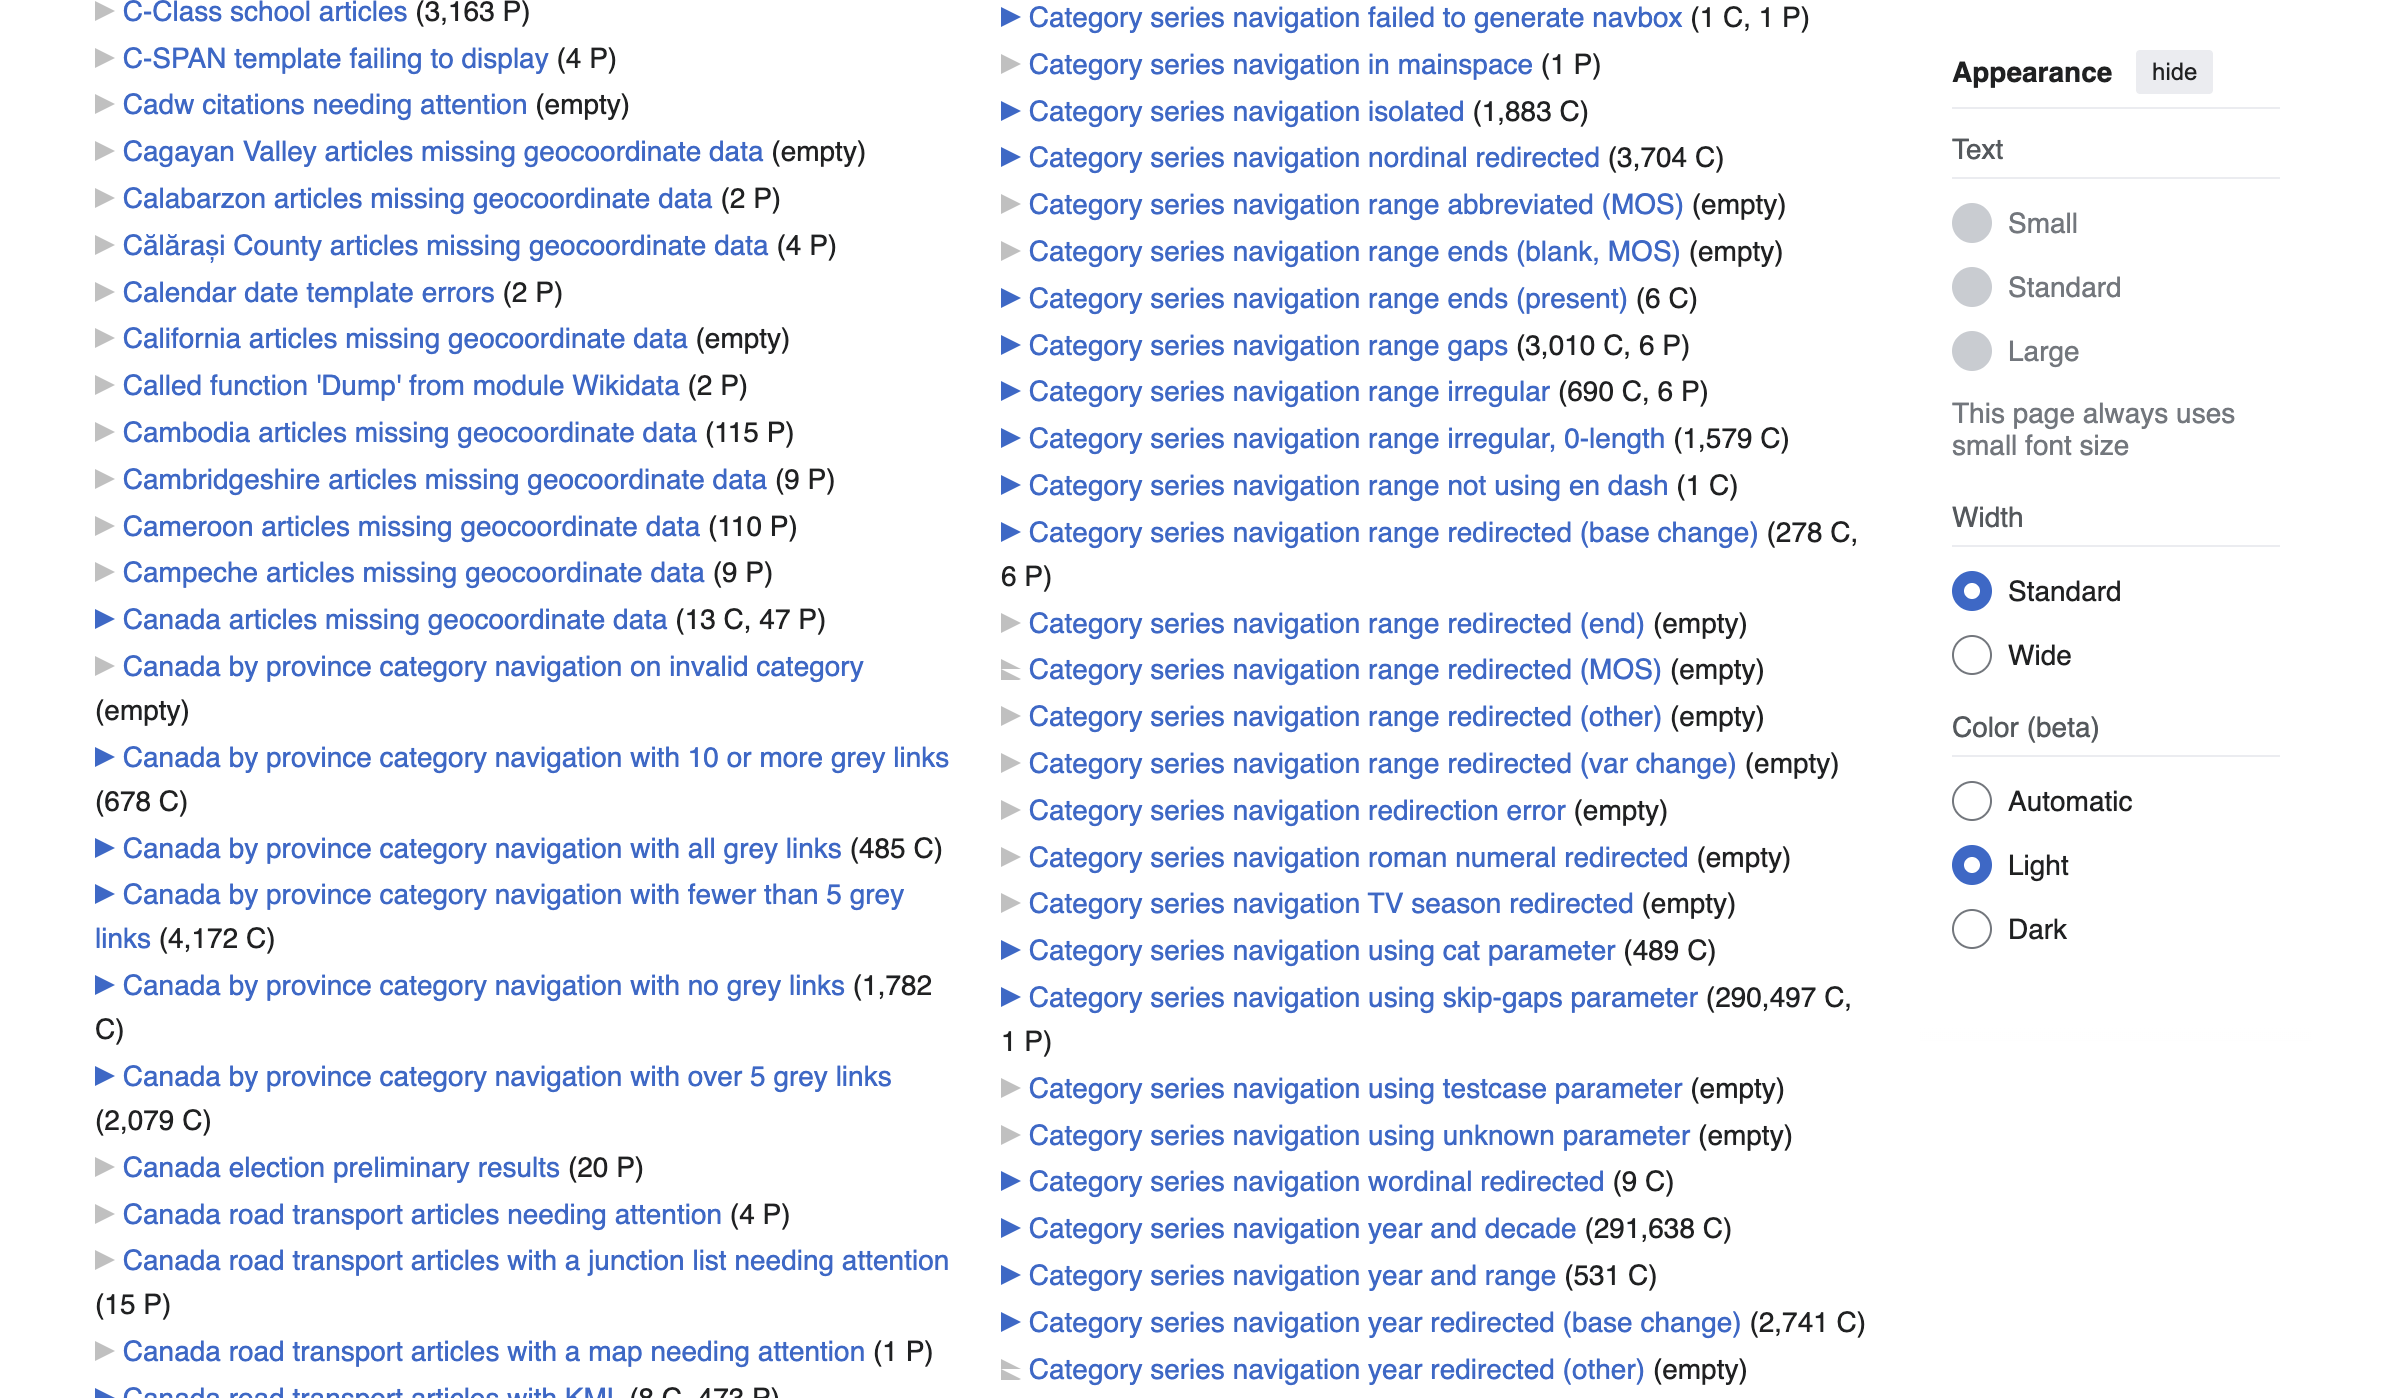 C-Class school articles (3,163 P)
C-SPAN template failing to display (4 P)
Cadw citations needing attention (empty)
Cagayan Valley articles missing geocoordinate data (empty)
Calabarzon articles missing geocoordinate data (2 P)
Călărași County articles missing geocoordinate data (4 P)
Calendar date template errors (2 P)
California articles missing geocoordinate data (empty)
Called function 'Dump' from module Wikidata (2 P)
Cambodia articles missing geocoordinate data (115 P)
Cambridgeshire articles missing geocoordinate data (9 P)
Cameroon articles missing geocoordinate data (110 P)
Campeche articles missing geocoordinate data (9 P)
Canada articles missing geocoordinate data (13 C, 47 P)
Canada by province category navigation on invalid category
(empty)
Canada by province category navigation with 10 or more grey links
(678 C)
Canada by province category navigation with all grey links (485 C)
Canada by province category navigation with fewer than 5 grey
links (4,172 C)
Canada by province category navigation with no grey links (1,782
C)
Canada by province category navigation with over 5 grey links
(2,079 C)
Canada election preliminary results (20 P)
Canada road transport articles needing attention (4 P)
Canada road transport articles with a junction list needing attention
(15 P)
Canada road transport articles with a map needing attention (1 P)
Canada road transport articles with KML (8 C, 473 P)
Category series navigation failed to generate navbox (1 C, 1 P)
Category series navigation in mainspace (1 P)
Category series navigation isolated (1,883 C)
Category series navigation nordinal redirected (3,704 C)
Category series navigation range abbreviated (MOS) (empty)
Category series navigation range ends (blank, MOS) (empty)
Category series navigation range ends (present) (6 C)
Category series navigation range gaps (3,010 C, 6 P)
Category series navigation range irregular (690 C, 6 P)
Category series navigation range irregular, 0-length (1,579 C)
Category series navigation range not using en dash (1 C)
Category series navigation range redirected (base change) (278 C,
6 P)
Category series navigation range redirected (end) (empty)
Category series navigation range redirected (MOS) (empty)
Category series navigation range redirected (other) (empty)
Category series navigation range redirected (var change) (empty)
Category series navigation redirection error (empty)
Category series navigation roman numeral redirected (empty)
Category series navigation TV season redirected (empty)
Category series navigation using cat parameter (489 C)
Category series navigation using skip-gaps parameter (290,497 C,
1 P)
Category series navigation using testcase parameter (empty)
Category series navigation using unknown parameter (empty)
Category series navigation wordinal redirected (9 C)
Category series navigation year and decade (291,638 C)
Category series navigation year and range (531 C)
Category series navigation year redirected (base change) (2,741 C)
Category series navigation year redirected (other) (empty)
Appearance hide
Text
Small
Standard
Large
This page always uses
small font size
Width
Standard
Wide
Color (beta)
Automatic
Light
Dark